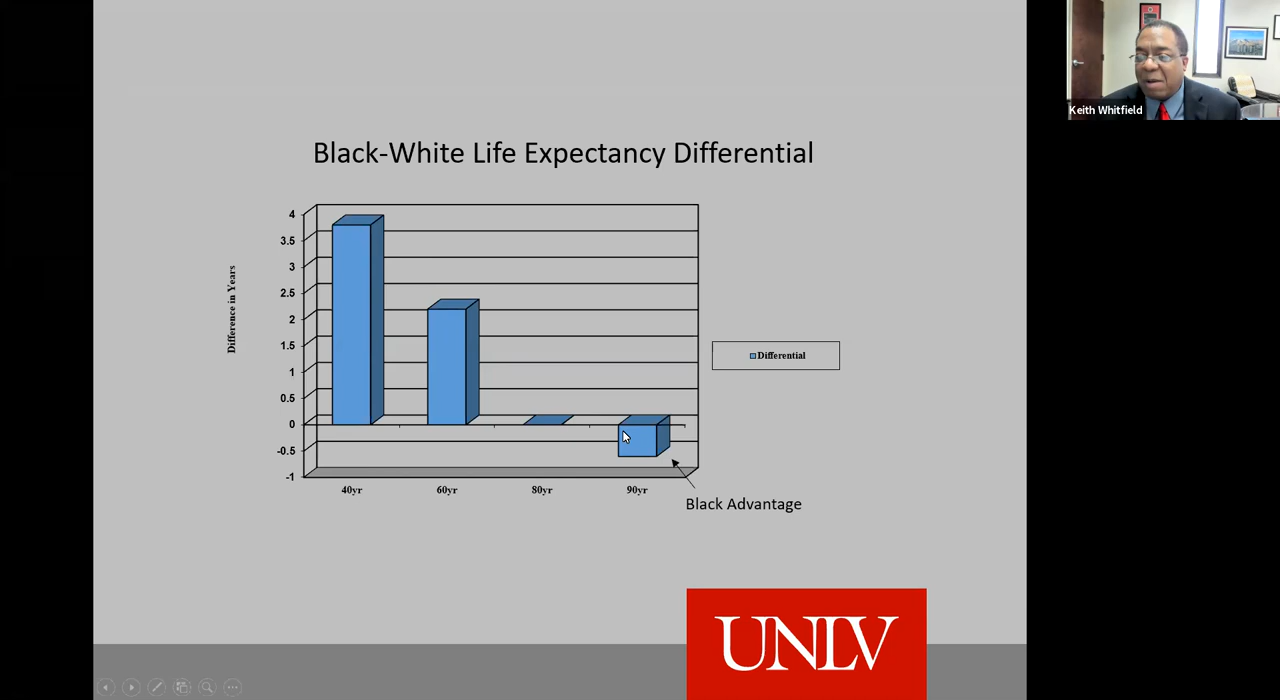 Keith Whitfield
Black-White Life Expectancy Differential
4
3.5
3
2.5
2
1.5
1
0.5
0
-0.5
-1
Difference in Years
40yr
60yr
80yr
90yr
Differential
Black Advantage
UNLV